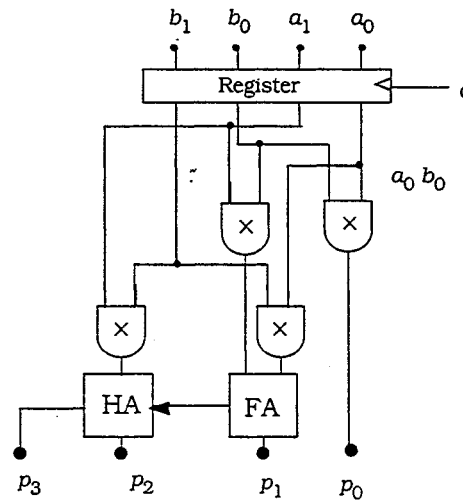 b₁ b₀ a₁ a₀
Register
a₀ b₀
× ×
× ×
HA FA
p₃ p₂ p₁ p₀